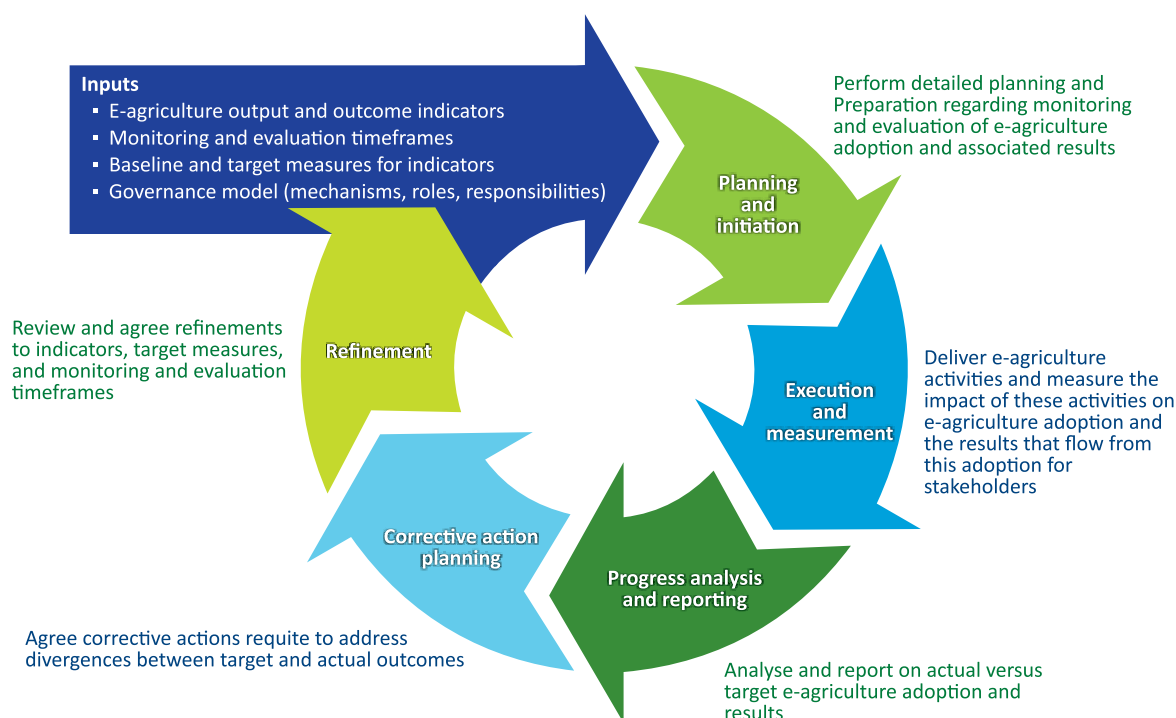 Inputs
▪ E-agriculture output and outcome indicators
▪ Monitoring and evaluation timeframes
▪ Baseline and target measures for indicators
▪ Governance model (mechanisms, roles, responsibilities)
Planning
and
initiation
Perform detailed planning and
Preparation regarding monitoring
and evaluation of e-agriculture
adoption and associated results
Execution
and
measurement
Deliver e-agriculture
activities and measure the
impact of these activities on
e-agriculture adoption and
the results that flow from
this adoption for
stakeholders
Progress analysis
and reporting
Analyse and report on actual versus
target e-agriculture adoption and
results
Corrective action
planning
Agree corrective actions requite to address
divergences between target and actual outcomes
Refinement
Review and agree refinements
to indicators, target measures,
and monitoring and evaluation
timeframes